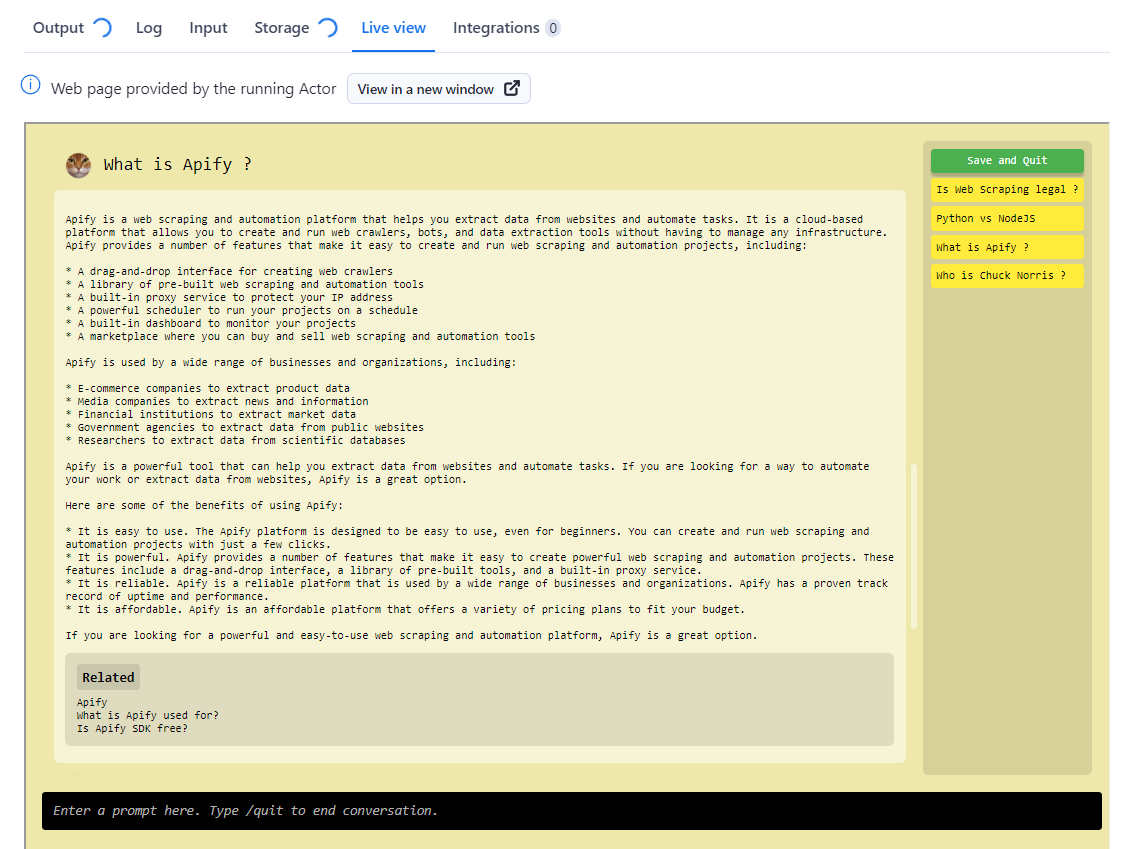 Output Log Input Storage Live view Integrations 0
Web page provided by the running Actor View in a new window
What is Apify ?
Apify is a web scraping and automation platform that helps you extract data from websites and automate tasks. It is a cloud-based
platform that allows you to create and run web crawlers, bots, and data extraction tools without having to manage any infrastructure.
Apify provides a number of features that make it easy to create and run web scraping and automation projects, including:
* A drag-and-drop interface for creating web crawlers
* A library of pre-built web scraping and automation tools
* A built-in proxy service to protect your IP address
* A powerful scheduler to run your projects on a schedule
* A built-in dashboard to monitor your projects
* A marketplace where you can buy and sell web scraping and automation tools
Apify is used by a wide range of businesses and organizations, including:
* E-commerce companies to extract product data
* Media companies to extract news and information
* Financial institutions to extract market data
* Government agencies to extract data from public websites
* Researchers to extract data from scientific databases
Apify is a powerful tool that can help you extract data from websites and automate tasks. If you are looking for a way to automate
your work or extract data from websites, Apify is a great option.
Here are some of the benefits of using Apify:
* It is easy to use. The Apify platform is designed to be easy to use, even for beginners. You can create and run web scraping and
automation projects with just a few clicks.
* It is powerful. Apify provides a number of features that make it easy to create powerful web scraping and automation projects. These
features include a drag-and-drop interface, a library of pre-built tools, and a built-in proxy service.
* It is reliable. Apify is a reliable platform that is used by a wide range of businesses and organizations. Apify has a proven track
record of uptime and performance.
* It is affordable. Apify is an affordable platform that offers a variety of pricing plans to fit your budget.
If you are looking for a powerful and easy-to-use web scraping and automation platform, Apify is a great option.
Related
Apify
What is Apify used for?
Is Apify SDK free?
Save and Quit
Is Web Scraping legal ?
Python vs NodeJS
What is Apify ?
Who is Chuck Norris ?
Enter a prompt here. Type /quit to end conversation.